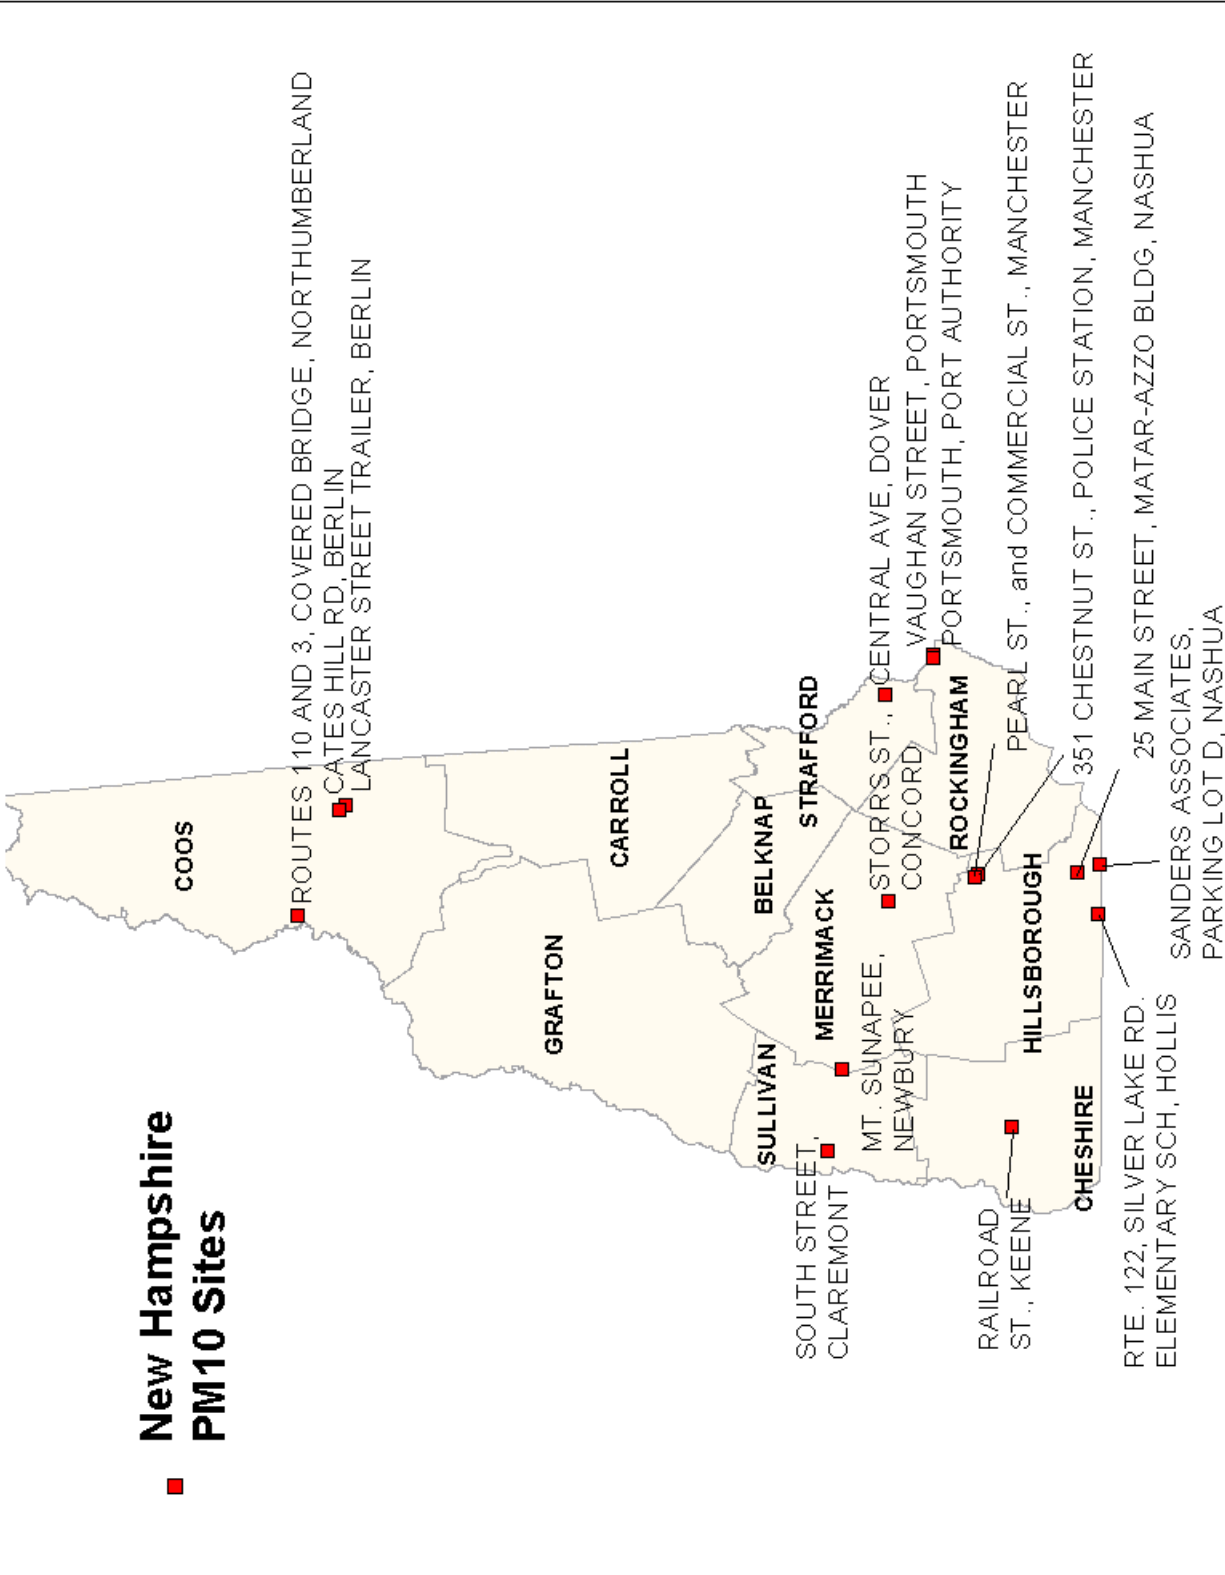 New Hampshire
PM10 Sites
COOS
ROUTES 110 AND 3, COVERED BRIDGE, NORTHUMBERLAND
CATES HILL RD, BERLIN
LANCASTER STREET TRAILER, BERLIN
GRAFTON
CARROLL
BELKNAP
STRAFFORD
SULLIVAN
MERRIMACK
SOUTH STREET,
CLAREMONT
MT. SUNAPEE,
NEWBURY
STORRS ST.,
CONCORD
CENTRAL AVE, DOVER
VAUGHAN STREET, PORTSMOUTH
PORTSMOUTH, PORT AUTHORITY
ROCKINGHAM
PEARL ST., and COMMERCIAL ST., MANCHESTER
351 CHESTNUT ST., POLICE STATION, MANCHESTER
HILLSBOROUGH
CHESHIRE
RAILROAD
ST., KEENE
25 MAIN STREET, MATAR-AZZO BLDG, NASHUA
RTE. 122, SILVER LAKE RD.
ELEMENTARY SCH, HOLLIS
SANDERS ASSOCIATES,
PARKING LOT D, NASHUA